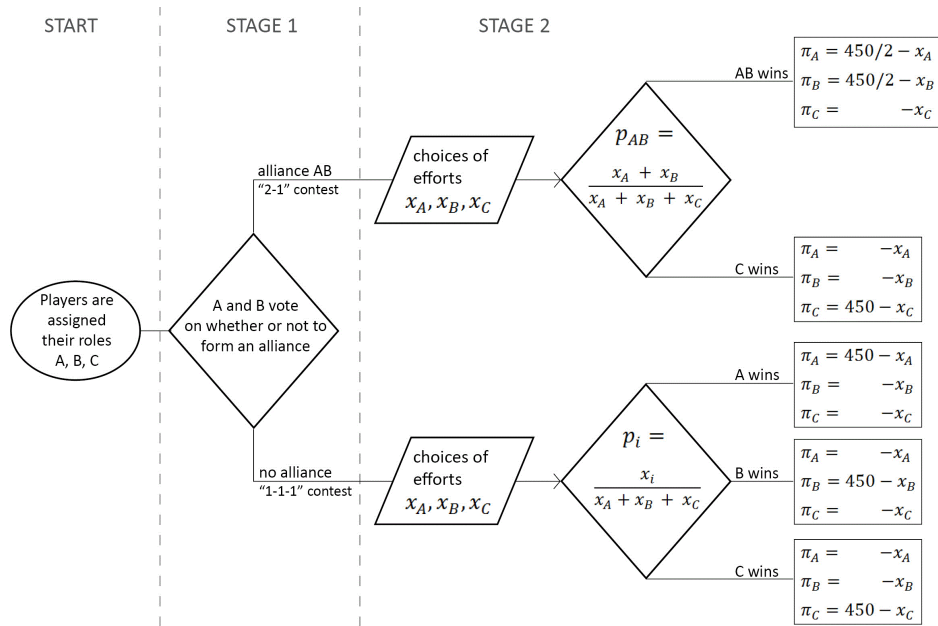 START
STAGE 1
STAGE 2
Players are
assigned
their roles
A, B, C
A and B vote
on whether or not to
form an alliance
alliance AB
"2-1" contest
choices of
efforts
x_A, x_B, x_C
p_AB =
x_A + x_B
x_A + x_B + x_C
AB wins
π_A = 450/2 − x_A
π_B = 450/2 − x_B
π_C = −x_C
C wins
π_A = −x_A
π_B = −x_B
π_C = 450 − x_C
no alliance
"1-1-1" contest
choices of
efforts
x_A, x_B, x_C
p_i =
x_i
x_A + x_B + x_C
A wins
π_A = 450 − x_A
π_B = −x_B
π_C = −x_C
B wins
π_A = −x_A
π_B = 450 − x_B
π_C = −x_C
C wins
π_A = −x_A
π_B = −x_B
π_C = 450 − x_C